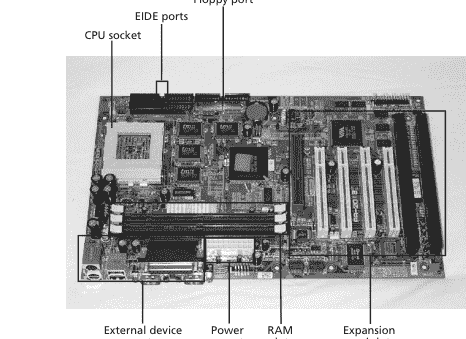 Floppy port
EIDE ports
CPU socket
External device
Power
RAM
Expansion